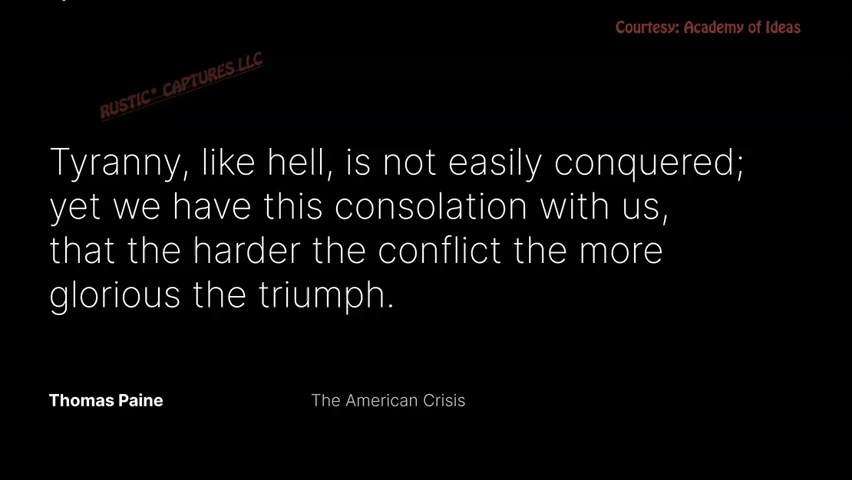 Courtesy: Academy of Ideas
RUSTIC® CAPTURES LLC
Tyranny, like hell, is not easily conquered;
yet we have this consolation with us,
that the harder the conflict the more
glorious the triumph.
Thomas Paine
The American Crisis